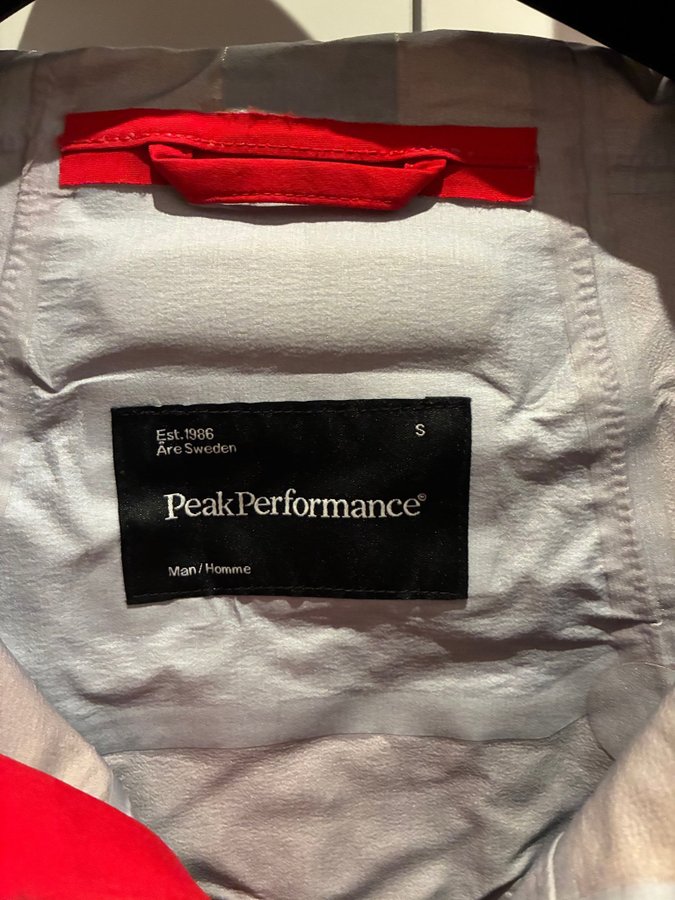 Est.1986
Åre Sweden
S
PeakPerformance®
Man/Homme